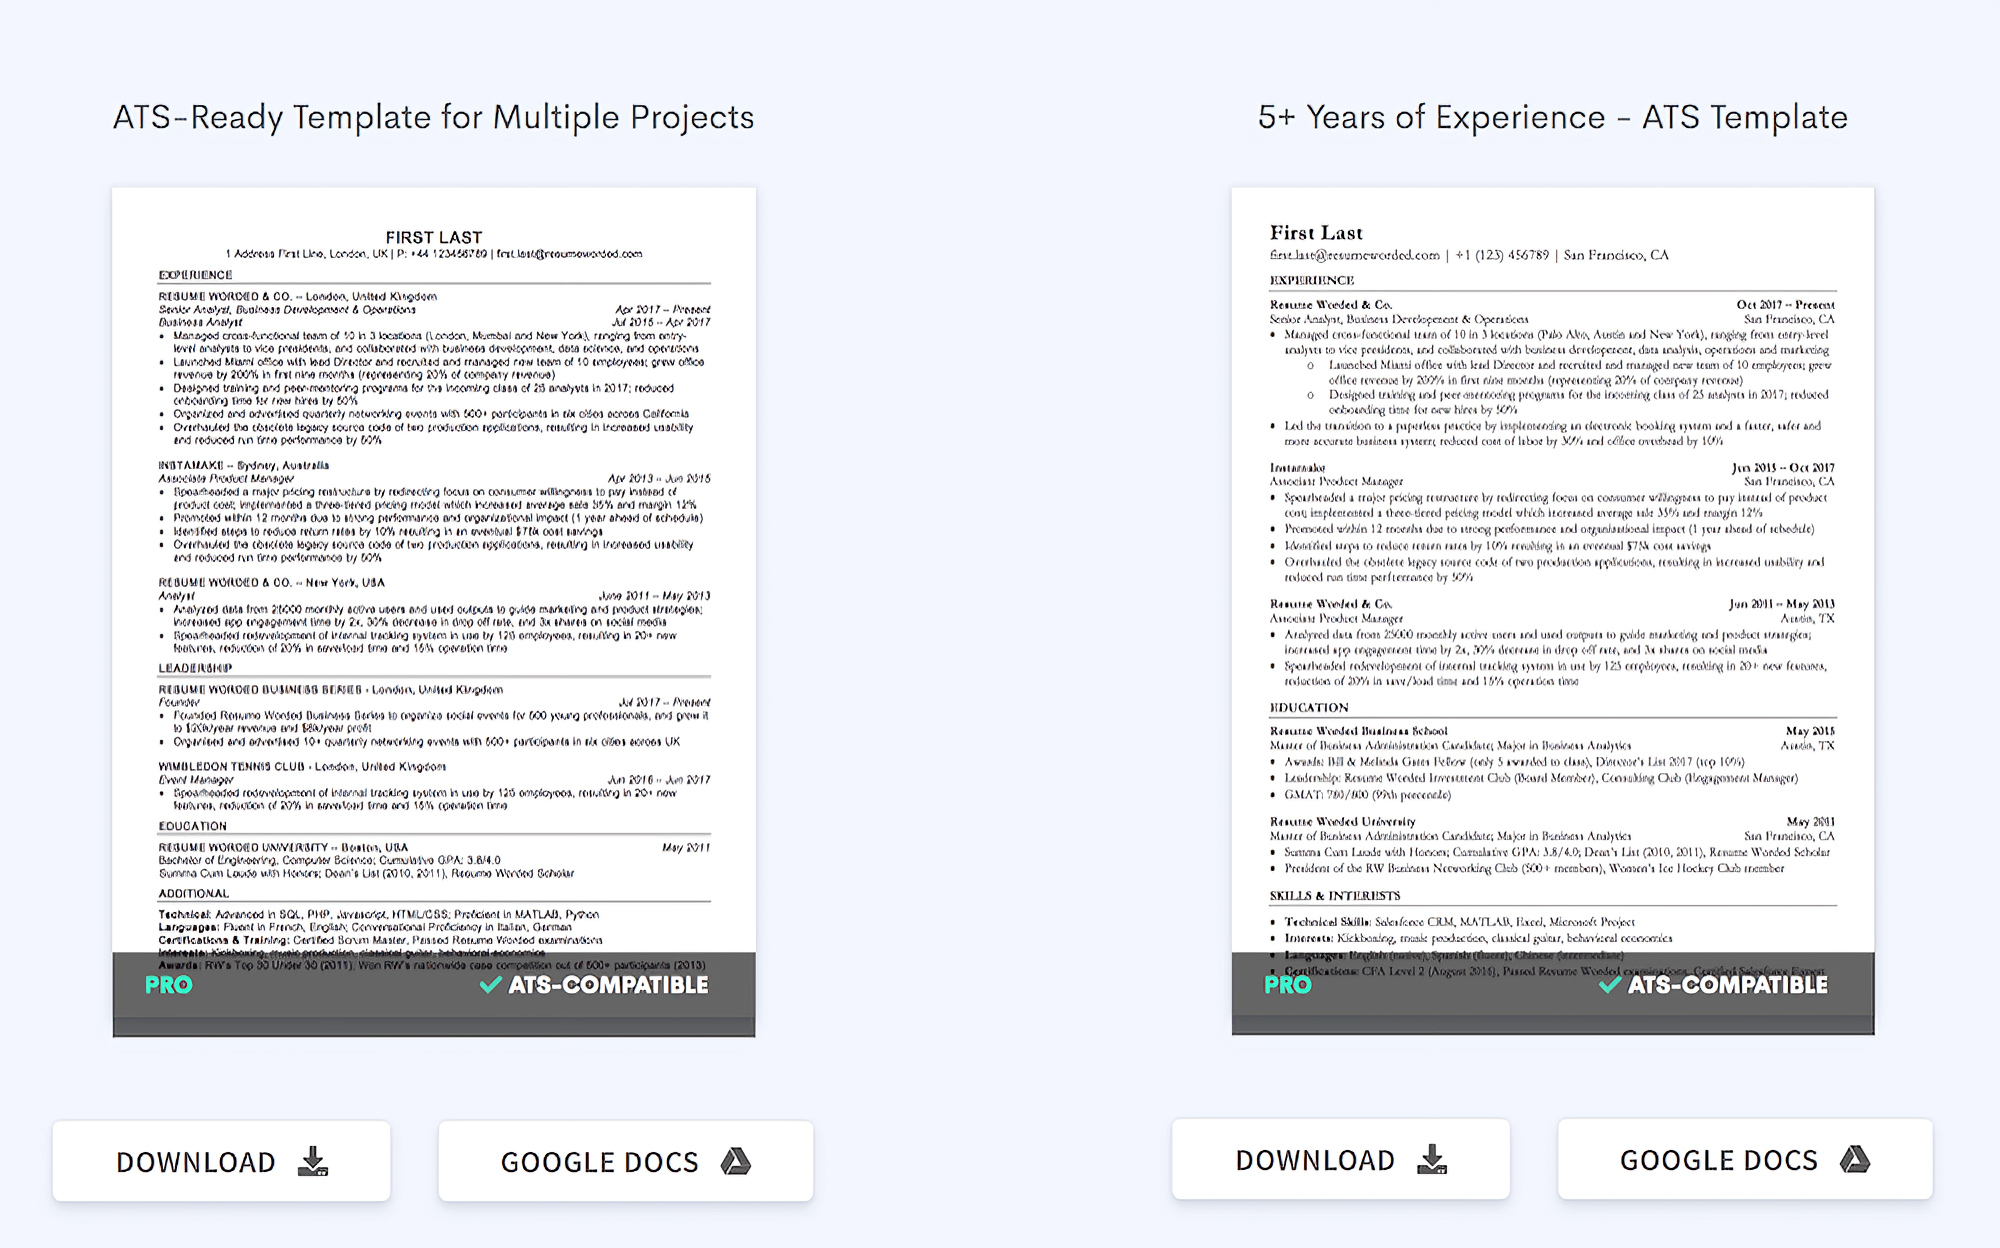 ATS-Ready Template for Multiple Projects
FIRST LAST
1 Address First Line, London, UK | P: +44 123456789 | first.last@resumeworded.com
EXPERIENCE
RESUME WORDED & CO. – London, United Kingdom
Senior Analyst, Business Development & Operations Apr 2017 – Present
Business Analyst Jul 2015 – Apr 2017
• Managed cross-functional team of 10 in 3 locations (London, Mumbai and New York), ranging from entry-
level analysts to vice presidents, and collaborated with business development, data science, and operations
• Launched Miami office with lead Director and recruited and managed new team of 10 employees; grew office
revenue by 200% in first nine months (representing 20% of company revenue)
• Designed training and peer-mentoring programs for the incoming class of 25 analysts in 2017; reduced
onboarding time for new hires by 50%
• Organized and advertised quarterly networking events with 500+ participants in six cities across California
• Overhauled the obsolete legacy source code of two production applications, resulting in increased usability
and reduced run time performance by 50%
INSTAMAKE – Sydney, Australia
Associate Product Manager Apr 2013 – Jun 2015
• Spearheaded a major pricing restructure by redirecting focus on consumer willingness to pay instead of
product cost; implemented a three-tiered pricing model which increased average sale 35% and margin 12%
• Promoted within 12 months due to strong performance and organizational impact (1 year ahead of schedule)
• Identified steps to reduce return rates by 10% resulting in an eventual $75k cost savings
• Overhauled the obsolete legacy source code of two production applications, resulting in increased usability
and reduced run time performance by 50%
RESUME WORDED & CO. – New York, USA
Analyst June 2011 – May 2013
• Analyzed data from 25000 monthly active users and used outputs to guide marketing and product strategies;
increased app engagement time by 2x, 30% decrease in drop off rate, and 3x shares on social media
• Spearheaded redevelopment of internal tracking system in use by 125 employees, resulting in 20+ new
features, reduction of 20% in save/load time and 15% operation time
LEADERSHIP
RESUME WORDED BUSINESS SERIES - London, United Kingdom
Founder Jul 2017 – Present
• Founded Resume Worded Business Series to organize social events for 500 young professionals, and grew it
to year revenue and year profit
• Organised and advertised 10+ quarterly networking events with 500+ participants in six cities across UK
WIMBLEDON TENNIS CLUB - London, United Kingdom
Event Manager Jun 2016 – Jun 2017
• Spearheaded redevelopment of internal tracking system in use by 125 employees, resulting in 20+ new
features, reduction of 20% in save/load time and 15% operation time
EDUCATION
RESUME WORDED UNIVERSITY – Boston, USA May 2011
Bachelor of Engineering, Computer Science; Cumulative GPA: 3.8/4.0
Summa Cum Laude with Honors; Dean's List (2010, 2011), Resume Worded Scholar
ADDITIONAL
Technical: Advanced in SQL, PHP, Javascript, HTML/CSS; Proficient in MATLAB, Python
Languages: Fluent in French, English; Conversational Proficiency in Italian, German
Certifications & Training: Certified Scrum Master, Passed Resume Worded examinations
Interests: Kickboxing, music production, classical guitar, behavioral economics
Awards: RW's Top 30 Under 30 (2011); Won RW's nationwide case competition out of 500+ participants (2013)
PRO ATS-COMPATIBLE
DOWNLOAD GOOGLE DOCS
5+ Years of Experience - ATS Template
First Last
first.last@resumeworded.com | +1 (123) 456789 | San Francisco, CA
EXPERIENCE
Resume Worded & Co. Oct 2017 – Present
Senior Analyst, Business Development & Operations San Francisco, CA
• Managed cross-functional team of 10 in 3 locations (Palo Alto, Austin and New York), ranging from entry-level
analysts to vice presidents, and collaborated with business development, data analysis, operations and marketing
o Launched Miami office with lead Director and recruited and managed new team of 10 employees; grew
office revenue by 200% in first nine months (representing 20% of company revenue)
o Designed training and peer-mentoring programs for the incoming class of 25 analysts in 2017; reduced
onboarding time for new hires by 50%
• Led the transition to a paperless practice by implementing an electronic booking system and a faster, safer and
more accurate business system; reduced cost of labor by 30% and office overhead by 10%
Instamake Jun 2015 – Oct 2017
Associate Product Manager San Francisco, CA
• Spearheaded a major pricing restructure by redirecting focus on consumer willingness to pay instead of product
cost; implemented a three-tiered pricing model which increased average sale 35% and margin 12%
• Promoted within 12 months due to strong performance and organisational impact (1 year ahead of schedule)
• Identified steps to reduce return rates by 10% resulting in an eventual $75k cost savings
• Overhauled the obsolete legacy source code of two production applications, resulting in increased usability and
reduced run time performance by 50%
Resume Worded & Co. Jun 2011 – May 2013
Associate Product Manager Austin, TX
• Analyzed data from 25000 monthly active users and used outputs to guide marketing and product strategies;
increased app engagement time by 2x, 30% decrease in drop off rate, and 3x shares on social media
• Spearheaded redevelopment of internal tracking system in use by 125 employees, resulting in 20+ new features,
reduction of 20% in save/load time and 15% operation time
EDUCATION
Resume Worded Business School May 2015
Master of Business Administration Candidate; Major in Business Analytics Austin, TX
• Awards: Bill & Melinda Gates Fellow (only 5 awarded to class), Director's List 2017 (top 10%)
• Leadership: Resume Worded Investment Club (Board Member), Consulting Club (Engagement Manager)
• GMAT: 780/800 (99th percentile)
Resume Worded University May 2011
Master of Business Administration Candidate; Major in Business Analytics San Francisco, CA
• Summa Cum Laude with Honors; Cumulative GPA: 3.8/4.0; Dean's List (2010, 2011), Resume Worded Scholar
• President of the RW Business Networking Club (500+ members), Women's Ice Hockey Club member
SKILLS & INTERESTS
• Technical Skills: Salesforce CRM, MATLAB, Excel, Microsoft Project
• Interests: Kickboxing, music production, classical guitar, behavioral economics
• Languages: English (native), Spanish (fluent), Chinese (intermediate)
• Certifications: CFA Level 2 (August 2016), Passed Resume Worded examinations, Certified Salesforce Expert
PRO ATS-COMPATIBLE
DOWNLOAD GOOGLE DOCS